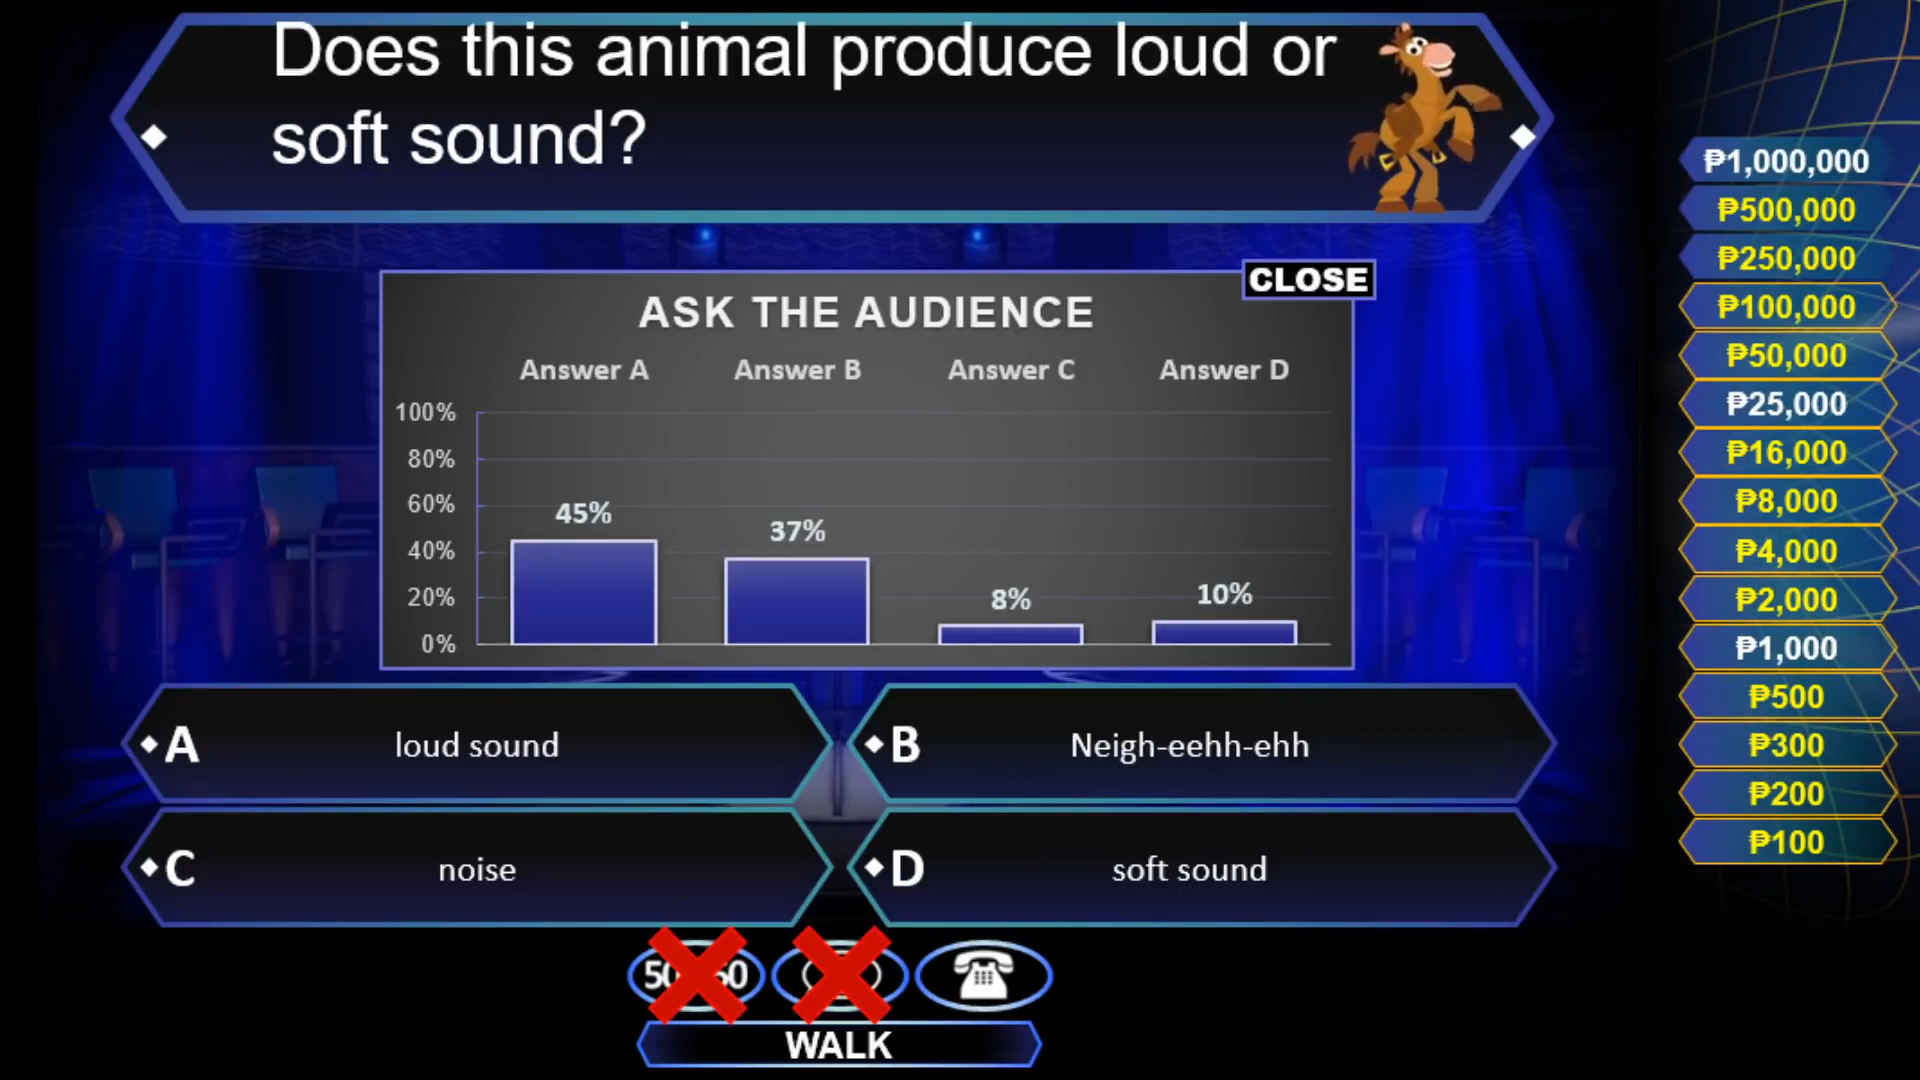 Does this animal produce loud or
soft sound?
CLOSE
ASK THE AUDIENCE
Answer A Answer B Answer C Answer D
100%
80%
60%
40%
20%
0%
45% 37% 8% 10%
A loud sound
B Neigh-eehh-ehh
C noise
D soft sound
WALK
₱1,000,000
₱500,000
₱250,000
₱100,000
₱50,000
₱25,000
₱16,000
₱8,000
₱4,000
₱2,000
₱1,000
₱500
₱300
₱200
₱100